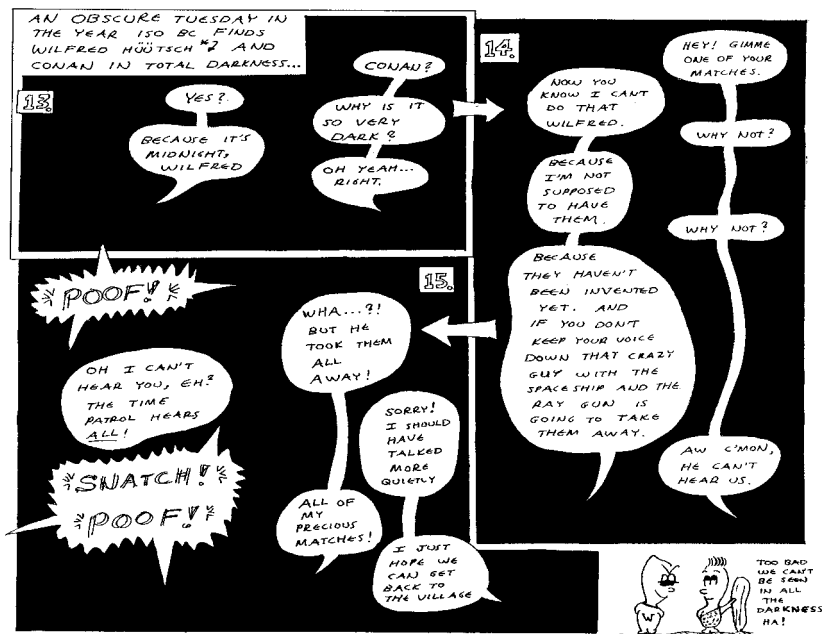 AN OBSCURE TUESDAY IN
THE YEAR 150 BC FINDS
WILFRED HÜÜTSCH AND
CONAN IN TOTAL DARKNESS...
13.
CONAN?
YES?
WHY IS IT
SO VERY
DARK?
BECAUSE IT'S
MIDNIGHT,
WILFRED
OH YEAH...
RIGHT.
14.
HEY! GIMME
ONE OF YOUR
MATCHES.
NOW YOU
KNOW I CAN'T
DO THAT
WILFRED.
WHY NOT?
BECAUSE
I'M NOT
SUPPOSED
TO HAVE
THEM.
WHY NOT?
BECAUSE
THEY HAVEN'T
BEEN INVENTED
YET. AND
IF YOU DON'T
KEEP YOUR VOICE
DOWN THAT CRAZY
GUY WITH THE
SPACESHIP AND THE
RAY GUN IS
GOING TO TAKE
THEM AWAY.
AW C'MON,
HE CAN'T
HEAR US.
15.
POOF!
OH I CAN'T
HEAR YOU, EH?
THE TIME
PATROL HEARS
ALL!
SNATCH!
POOF!
WHA...?!
BUT HE
TOOK THEM
ALL
AWAY!
SORRY!
I SHOULD
HAVE
TALKED
MORE
QUIETLY
ALL OF
MY
PRECIOUS
MATCHES!
I JUST
HOPE WE
CAN GET
BACK TO
THE VILLAGE
W
TOO BAD
WE CAN'T
BE SEEN
IN ALL
THE
DARKNESS
HA!